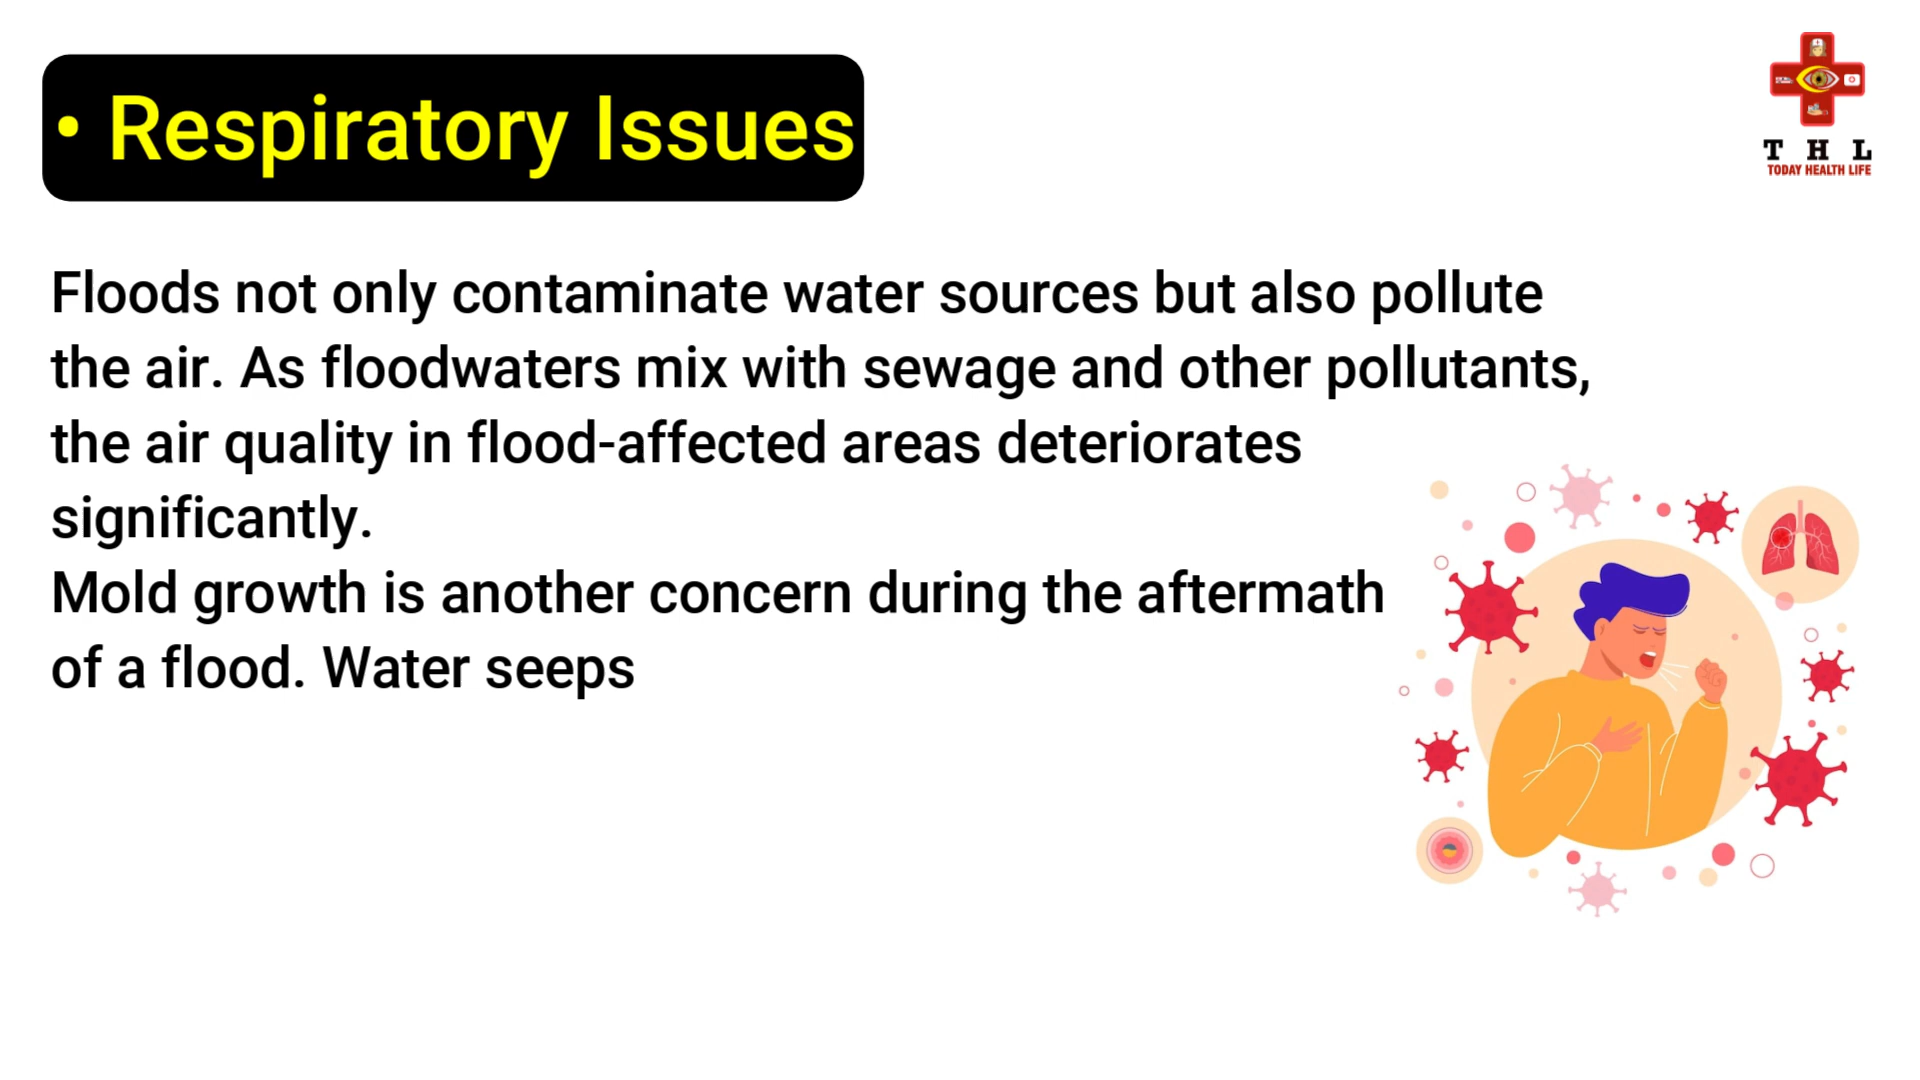 • Respiratory Issues
T H L
TODAY HEALTH LIFE
Floods not only contaminate water sources but also pollute
the air. As floodwaters mix with sewage and other pollutants,
the air quality in flood-affected areas deteriorates
significantly.
Mold growth is another concern during the aftermath
of a flood. Water seeps